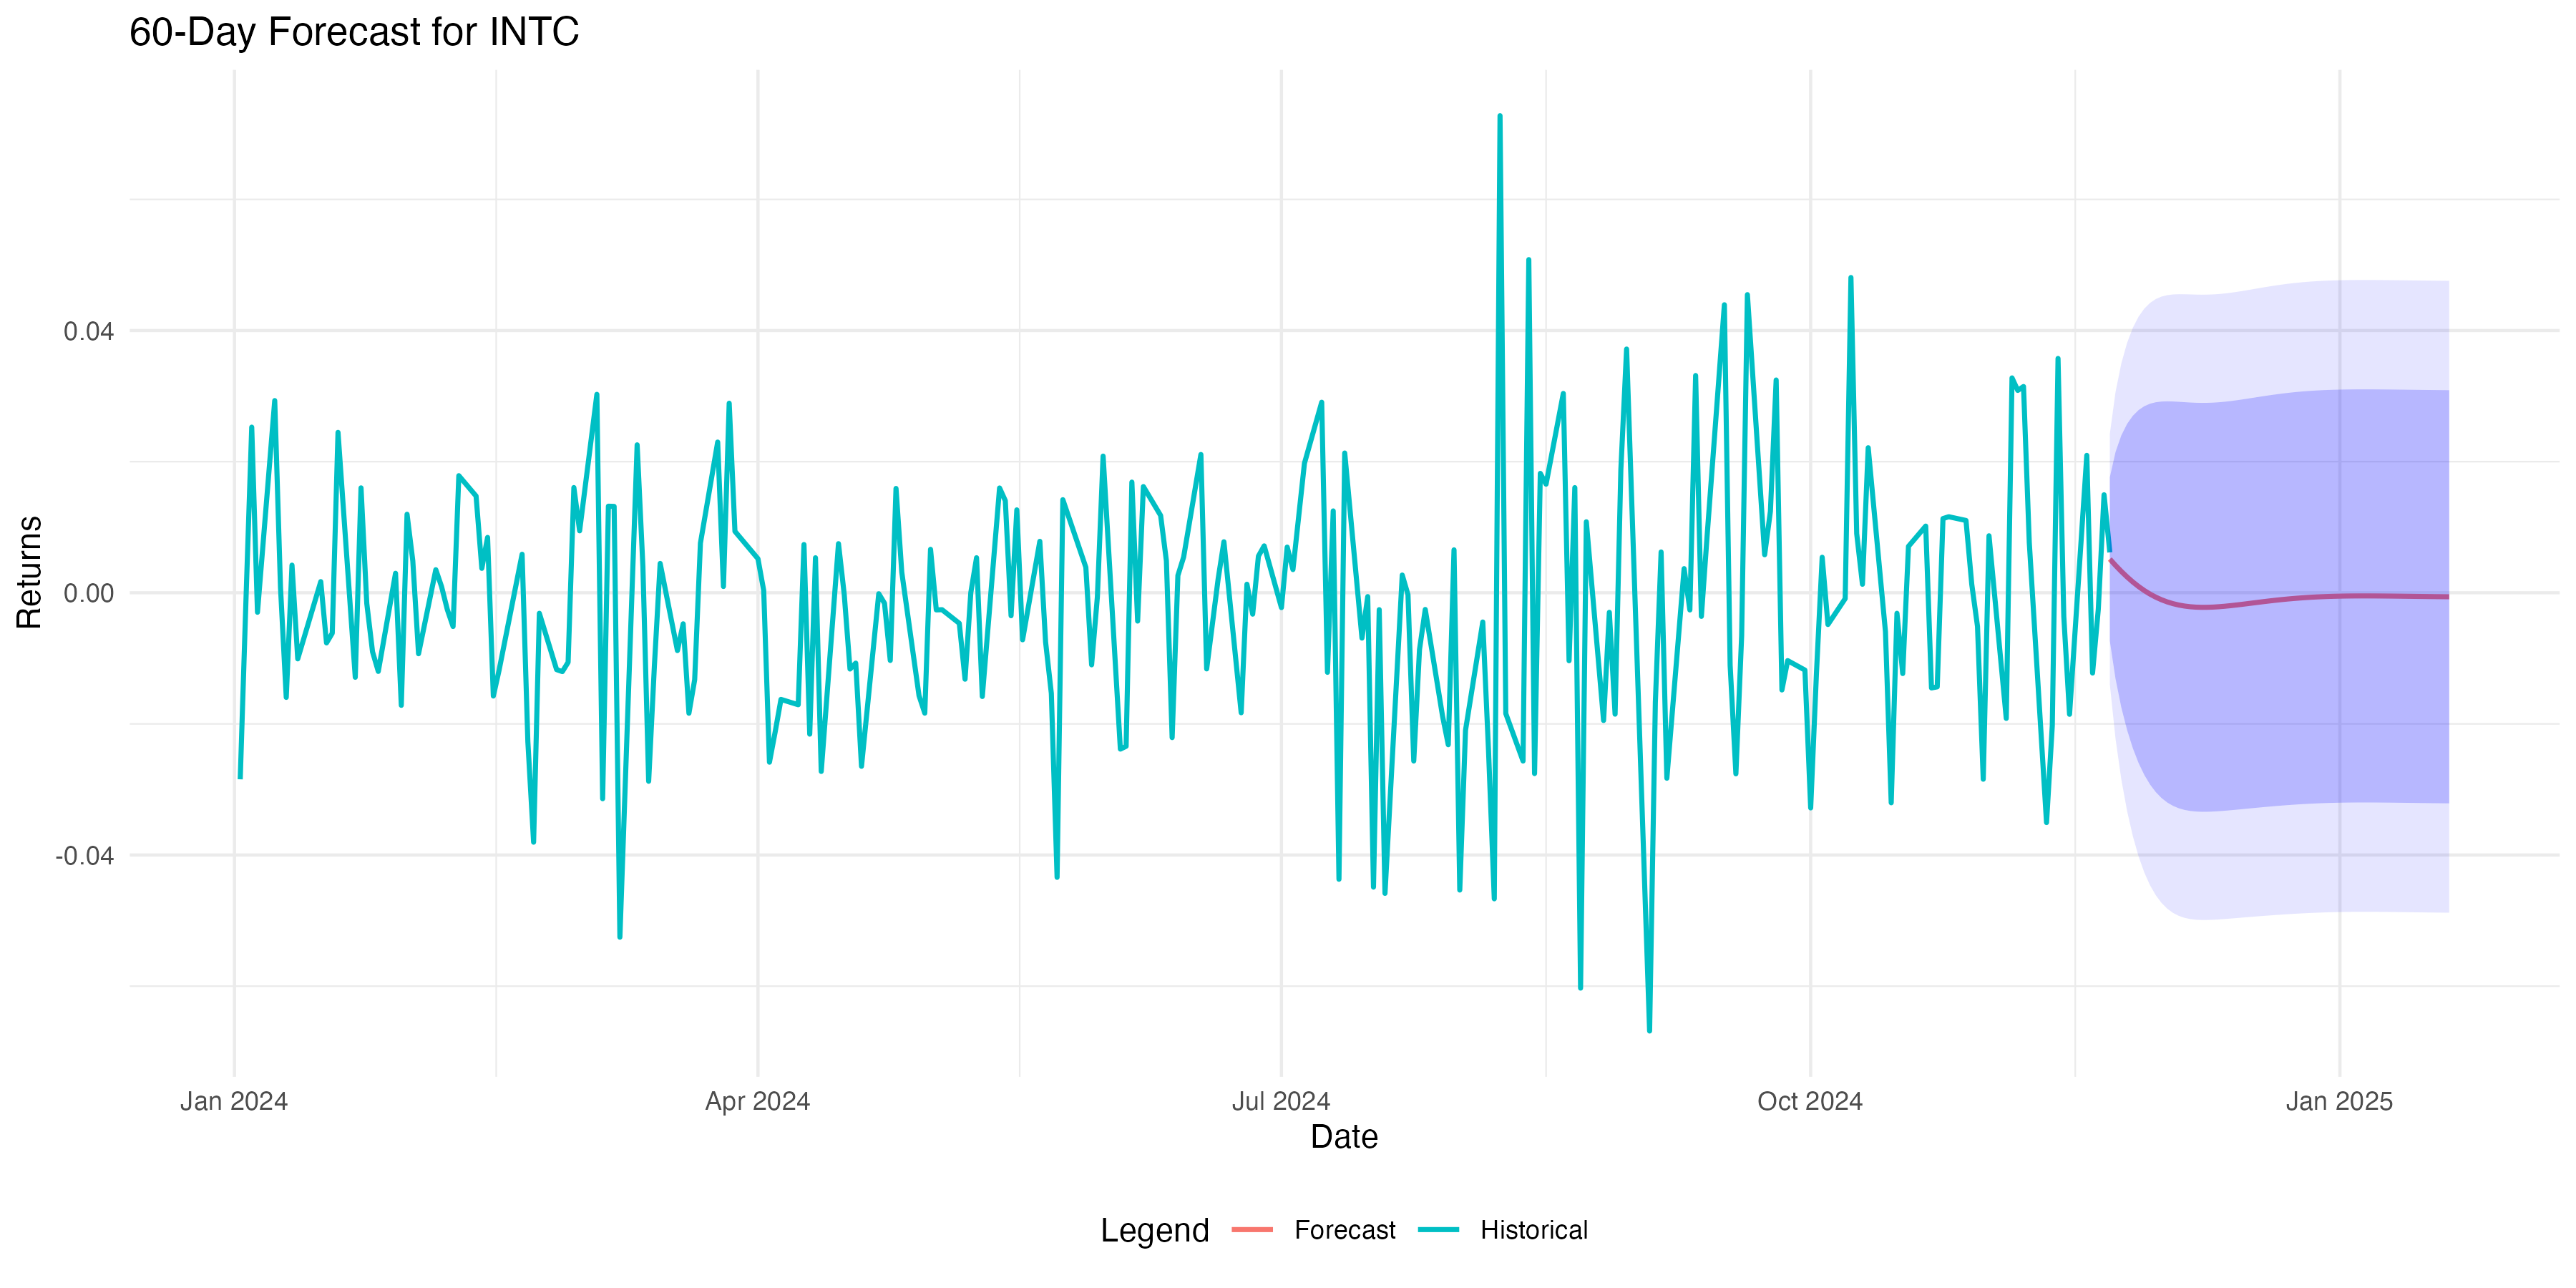 60-Day Forecast for INTC
0.04
0.00
-0.04
Returns
Jan 2024 Apr 2024 Jul 2024 Oct 2024 Jan 2025
Date
Legend Forecast Historical